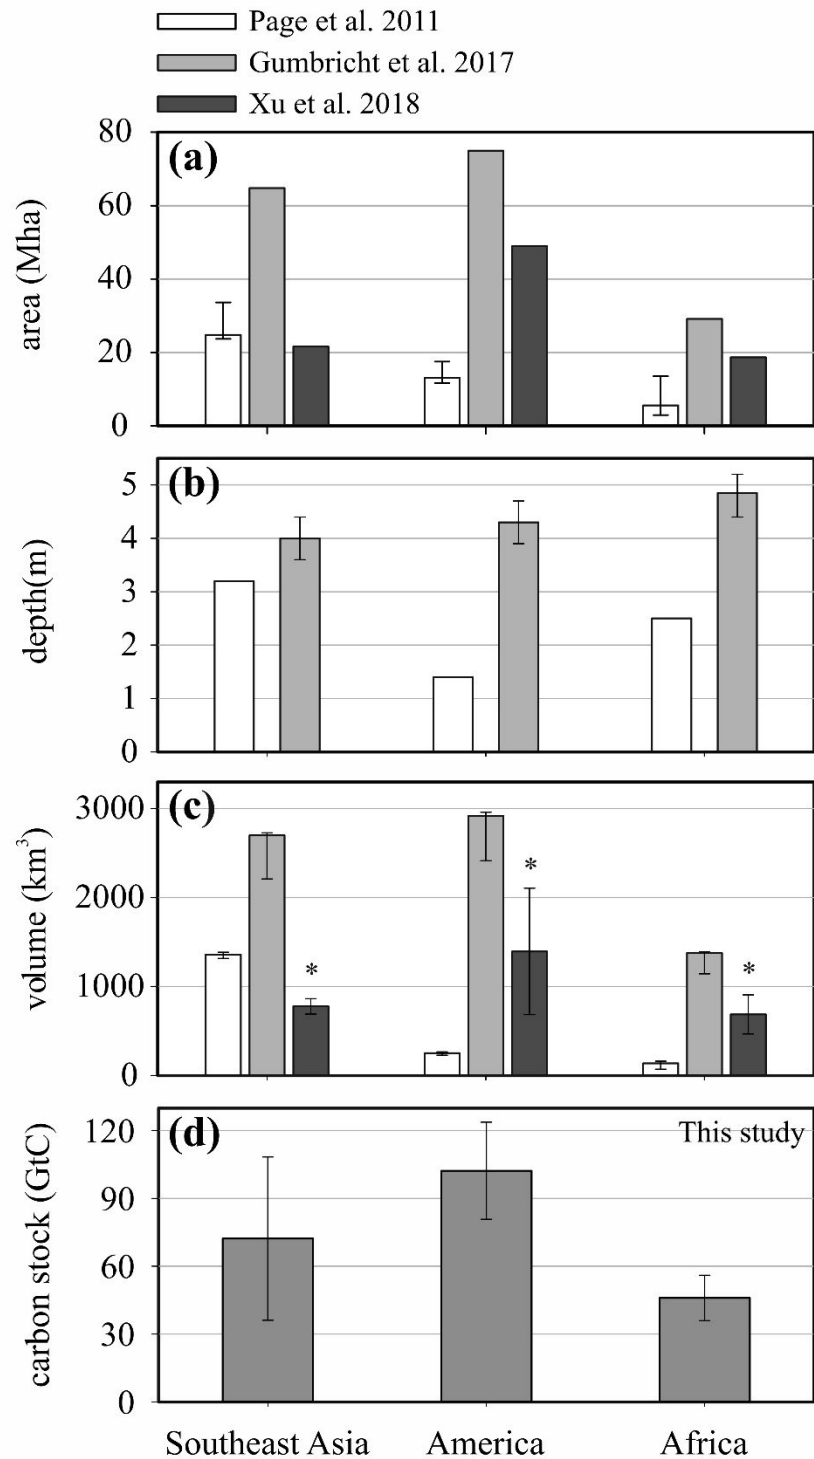 Page et al. 2011
Gumbricht et al. 2017
Xu et al. 2018
(a)
area (Mha)
80
60
40
20
0
(b)
depth(m)
5
4
3
2
1
0
(c)
volume (km³)
3000
2000
1000
0
*
*
*
(d)
This study
carbon stock (GtC)
120
90
60
30
0
Southeast Asia America Africa